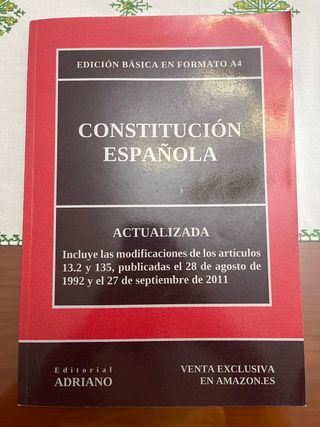 EDICIÓN BÁSICA EN FORMATO A4
CONSTITUCIÓN
ESPAÑOLA
ACTUALIZADA
Incluye las modificaciones de los artículos
13.2 y 135, publicadas el 28 de agosto de
1992 y el 27 de septiembre de 2011
Editorial
ADRIANO
VENTA EXCLUSIVA
EN AMAZON.ES